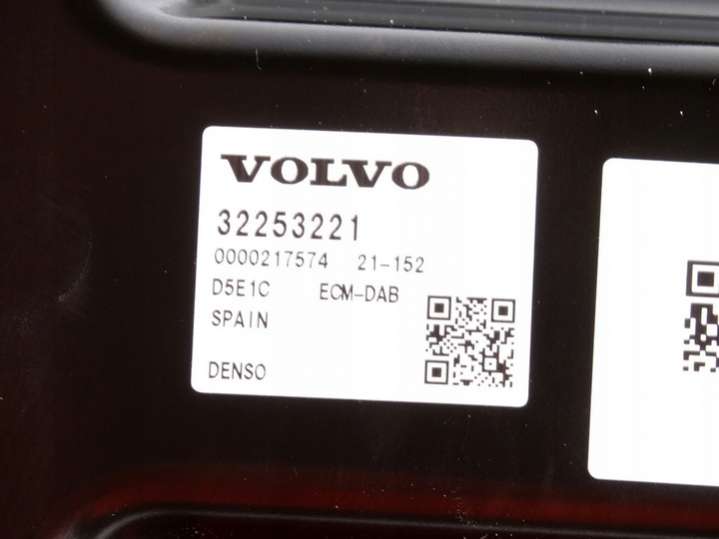 VOLVO
32253221
0000217574 21-152
D5E1C ECM-DAB
SPAIN
DENSO